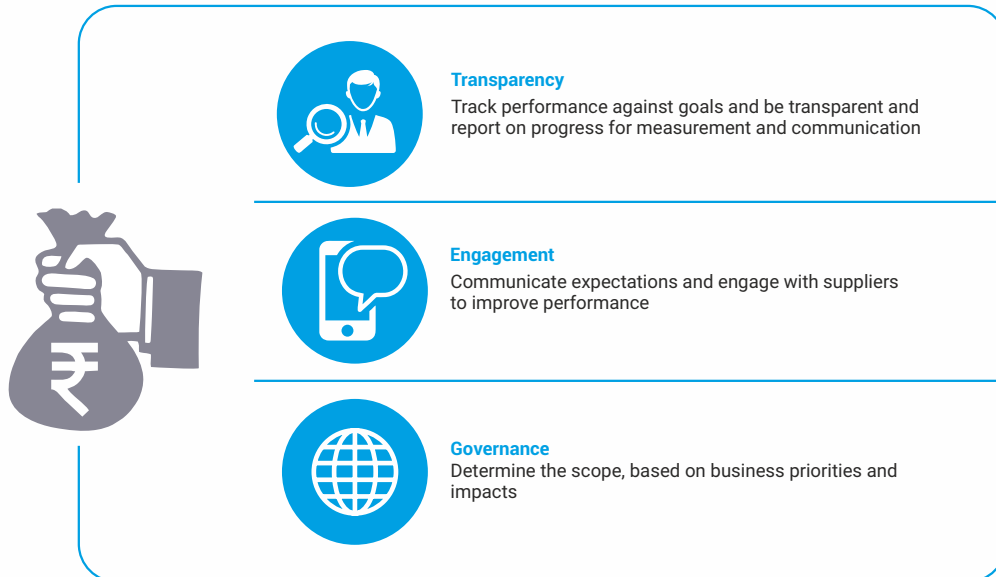 Transparency
Track performance against goals and be transparent and
report on progress for measurement and communication
₹
Engagement
Communicate expectations and engage with suppliers
to improve performance
Governance
Determine the scope, based on business priorities and
impacts